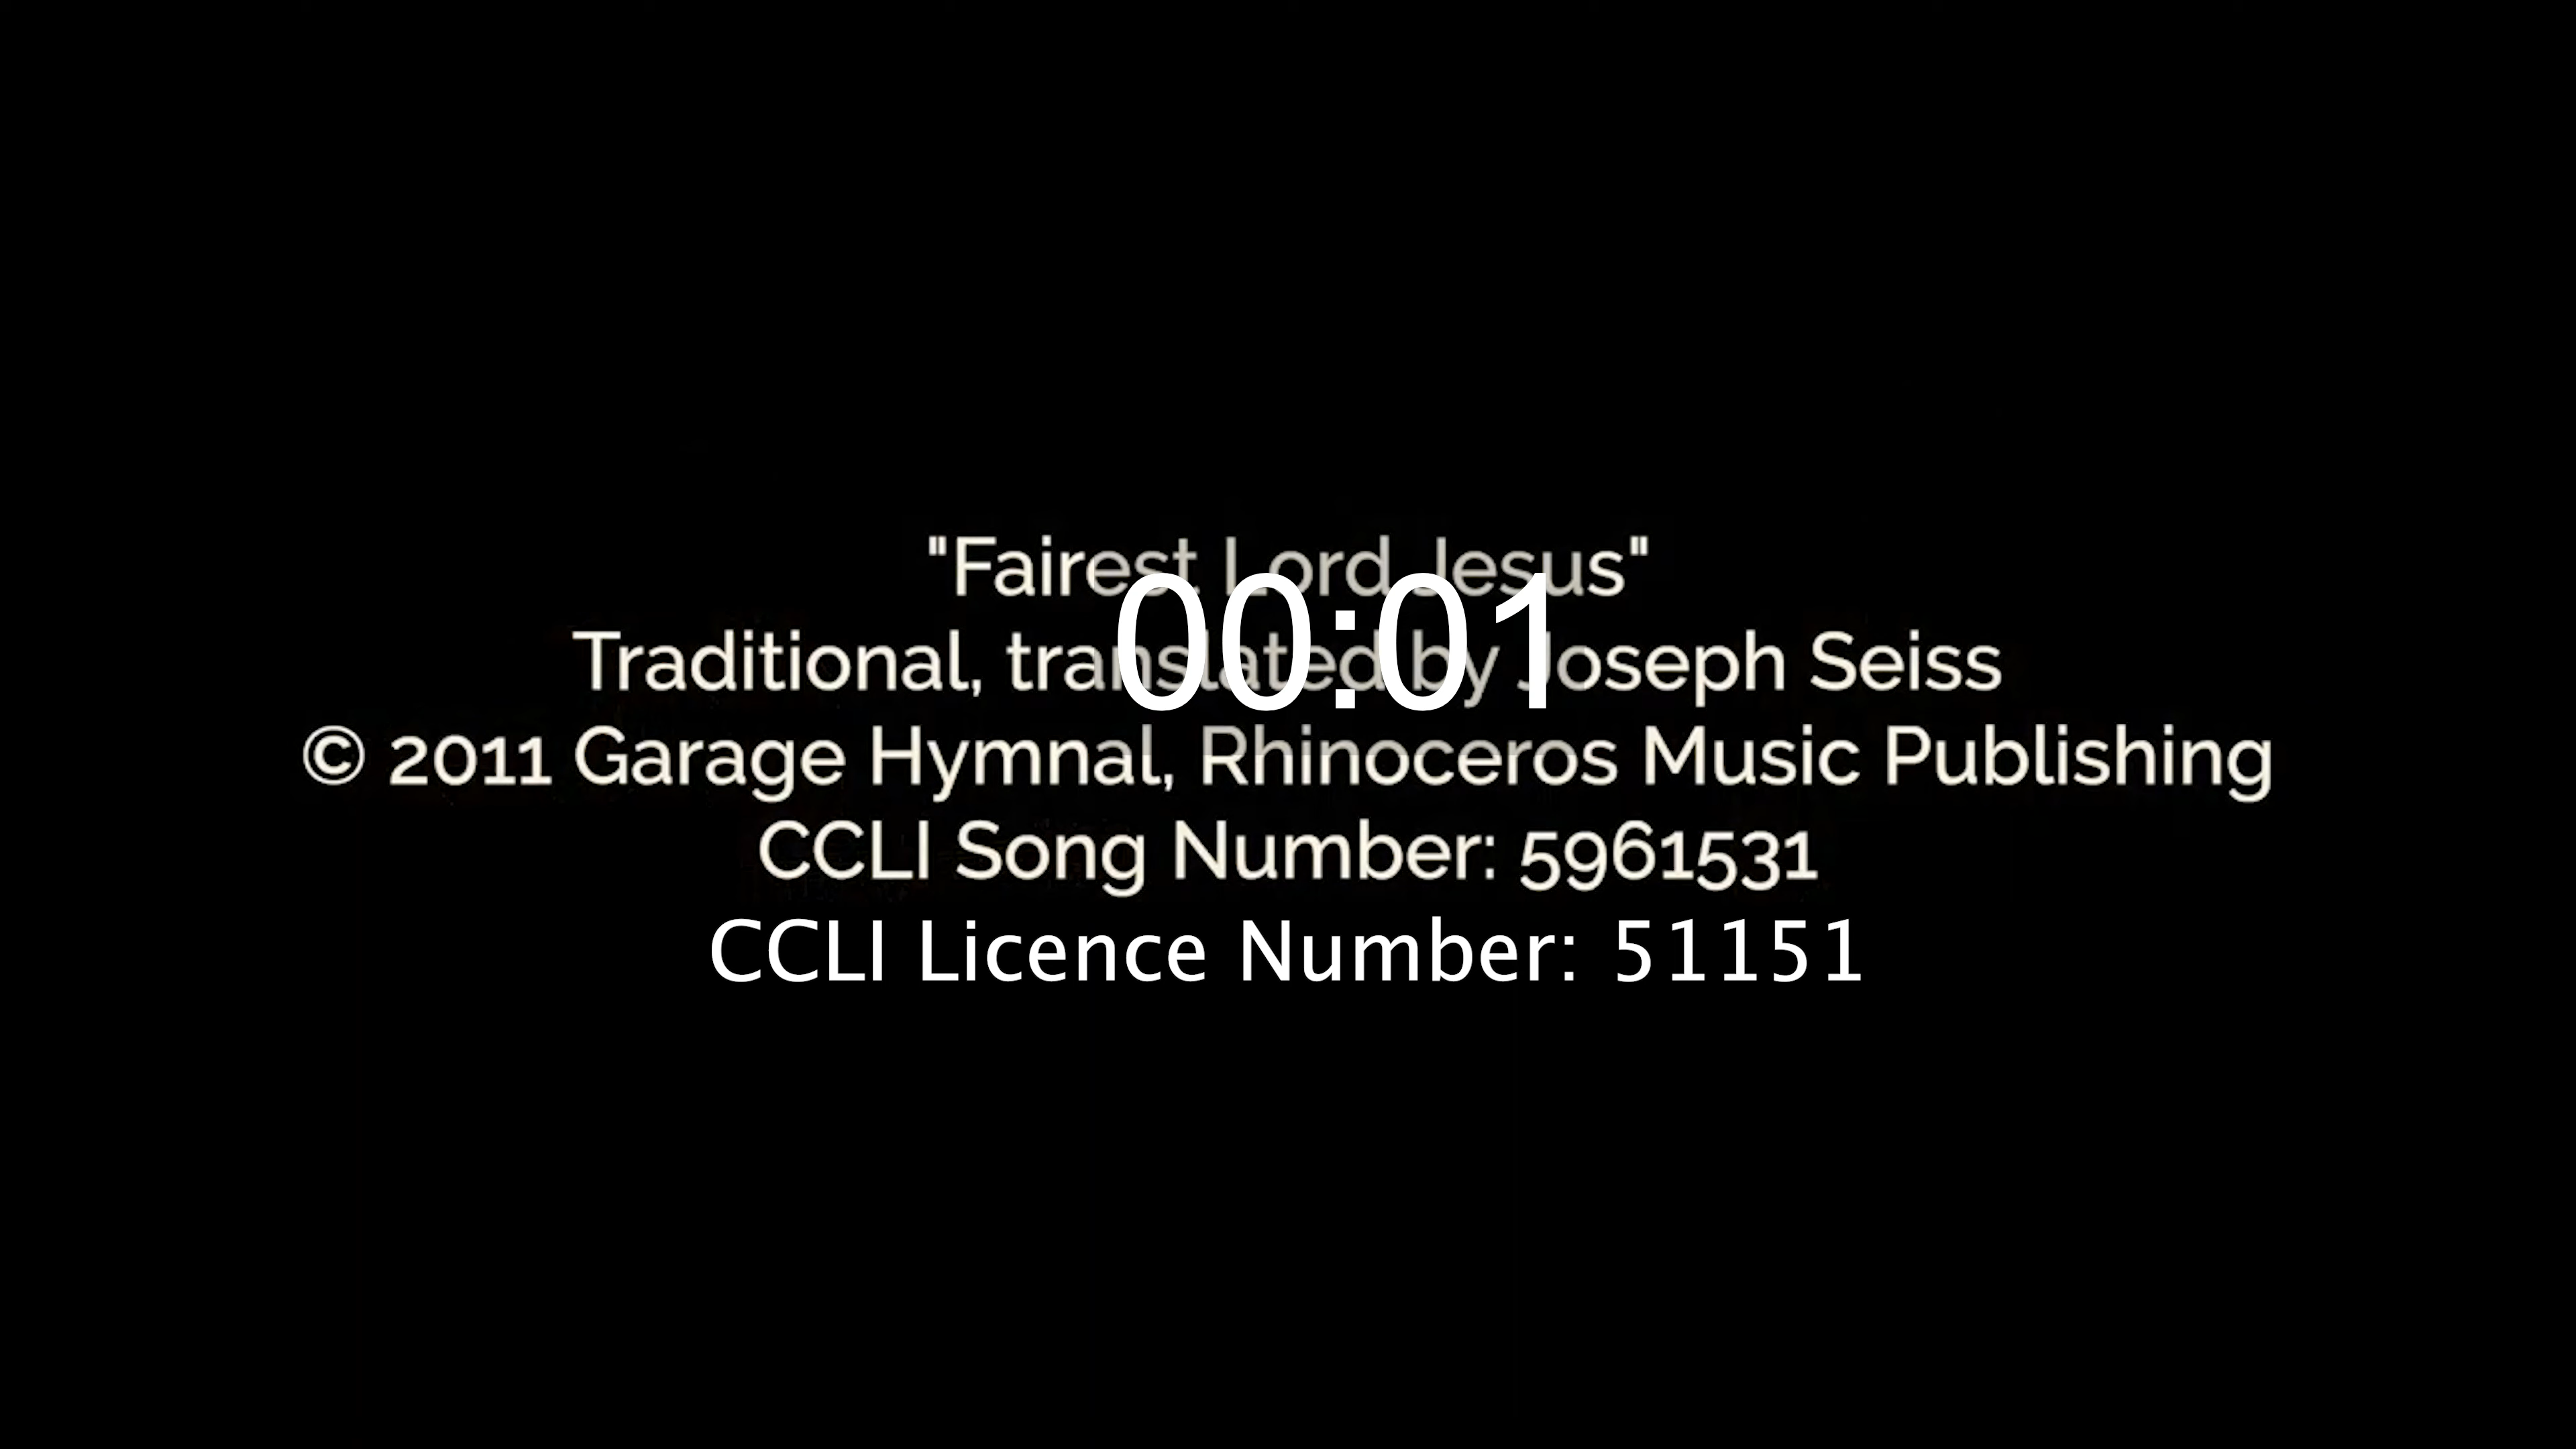 "Fairest Lord Jesus"
00:01
Traditional, translated by Joseph Seiss
© 2011 Garage Hymnal, Rhinoceros Music Publishing
CCLI Song Number: 5961531
CCLI Licence Number: 51151